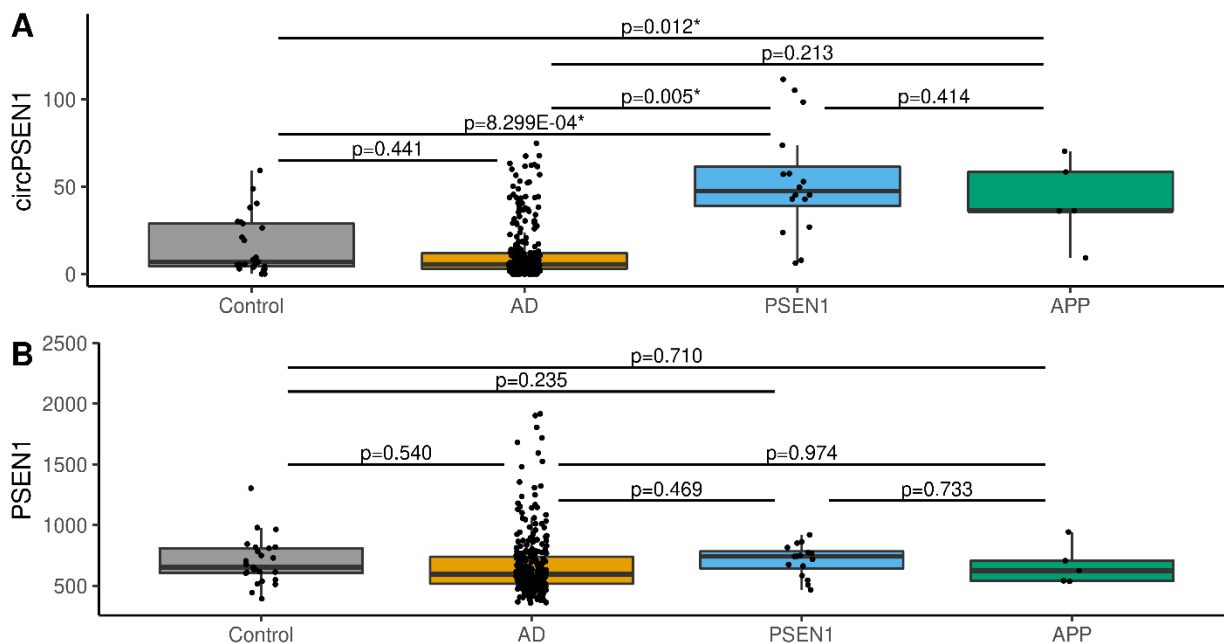 A
p=0.012*
p=0.213
p=0.005*
p=0.414
p=8.299E-04*
p=0.441
circPSEN1
100
50
0
Control AD PSEN1 APP
B
2500
2000
1500
1000
500
PSEN1
p=0.710
p=0.235
p=0.540
p=0.974
p=0.469
p=0.733
Control AD PSEN1 APP